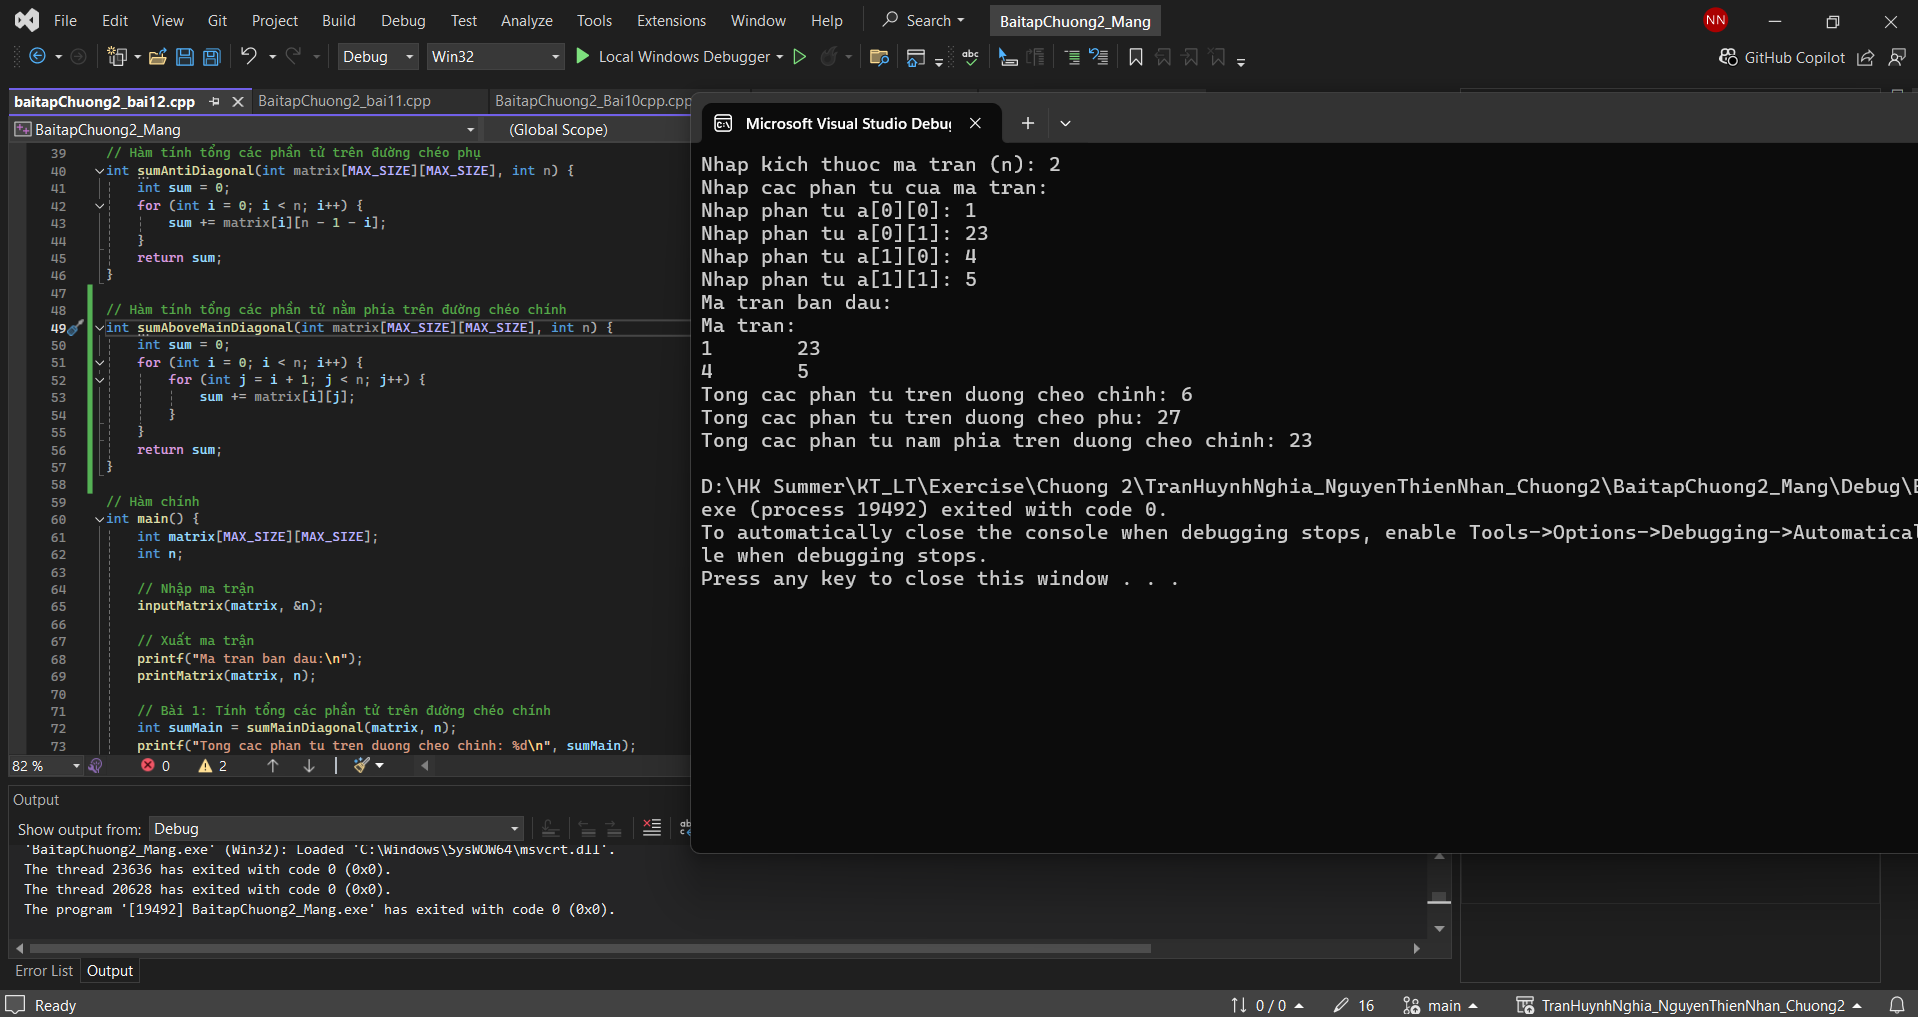 File Edit View Git Project Build Debug Test Analyze Tools Extensions Window Help Search BaitapChuong2_Mang NN
Debug Win32 Local Windows Debugger GitHub Copilot
baitapChuong2_bai12.cpp BaitapChuong2_bai11.cpp BaitapChuong2_Bai10cpp.cpp
BaitapChuong2_Mang (Global Scope)
39 // Hàm tính tổng các phần tử trên đường chéo phụ
40 int sumAntiDiagonal(int matrix[MAX_SIZE][MAX_SIZE], int n) {
41 int sum = 0;
42 for (int i = 0; i < n; i++) {
43 sum += matrix[i][n - 1 - i];
44 }
45 return sum;
46 }
47
48 // Hàm tính tổng các phần tử nằm phía trên đường chéo chính
49 int sumAboveMainDiagonal(int matrix[MAX_SIZE][MAX_SIZE], int n) {
50 int sum = 0;
51 for (int i = 0; i < n; i++) {
52 for (int j = i + 1; j < n; j++) {
53 sum += matrix[i][j];
54 }
55 }
56 return sum;
57 }
58
59 // Hàm chính
60 int main() {
61 int matrix[MAX_SIZE][MAX_SIZE];
62 int n;
63
64 // Nhập ma trận
65 inputMatrix(matrix, &n);
66
67 // Xuất ma trận
68 printf("Ma tran ban dau:\n");
69 printMatrix(matrix, n);
70
71 // Bài 1: Tính tổng các phần tử trên đường chéo chính
72 int sumMain = sumMainDiagonal(matrix, n);
73 printf("Tong cac phan tu tren duong cheo chinh: %d\n", sumMain);
82 % 0 2
Microsoft Visual Studio Debu
Nhap kich thuoc ma tran (n): 2
Nhap cac phan tu cua ma tran:
Nhap phan tu a[0][0]: 1
Nhap phan tu a[0][1]: 23
Nhap phan tu a[1][0]: 4
Nhap phan tu a[1][1]: 5
Ma tran ban dau:
Ma tran:
1 23
4 5
Tong cac phan tu tren duong cheo chinh: 6
Tong cac phan tu tren duong cheo phu: 27
Tong cac phan tu nam phia tren duong cheo chinh: 23
D:\HK Summer\KT_LT\Exercise\Chuong 2\TranHuynhNghia_NguyenThienNhan_Chuong2\BaitapChuong2_Mang\Debug\
exe (process 19492) exited with code 0.
To automatically close the console when debugging stops, enable Tools->Options->Debugging->Automatical
le when debugging stops.
Press any key to close this window . . .
Output
Show output from: Debug
'BaitapChuong2_Mang.exe' (Win32): Loaded 'C:\Windows\SysWOW64\msvcrt.dll'.
The thread 23636 has exited with code 0 (0x0).
The thread 20628 has exited with code 0 (0x0).
The program '[19492] BaitapChuong2_Mang.exe' has exited with code 0 (0x0).
Error List Output
Ready 0 / 0 16 main TranHuynhNghia_NguyenThienNhan_Chuong2